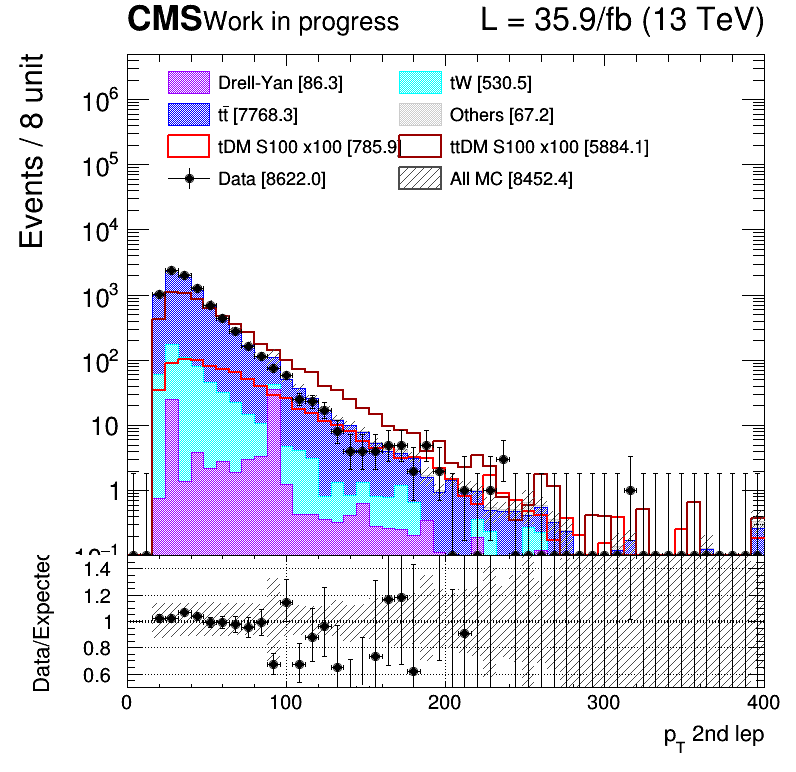 CMS Work in progress L = 35.9/fb (13 TeV)
Events / 8 unit
Drell-Yan [86.3] tW [530.5]
tt̄ [7768.3] Others [67.2]
tDM S100 x100 [785.9] ttDM S100 x100 [5884.1]
Data [8622.0] All MC [8452.4]
10⁶
10⁵
10⁴
10³
10²
10
1
10⁻¹
Data/Expected
1.4
1.2
1
0.8
0.6
0 100 200 300 400
p_T 2nd lep